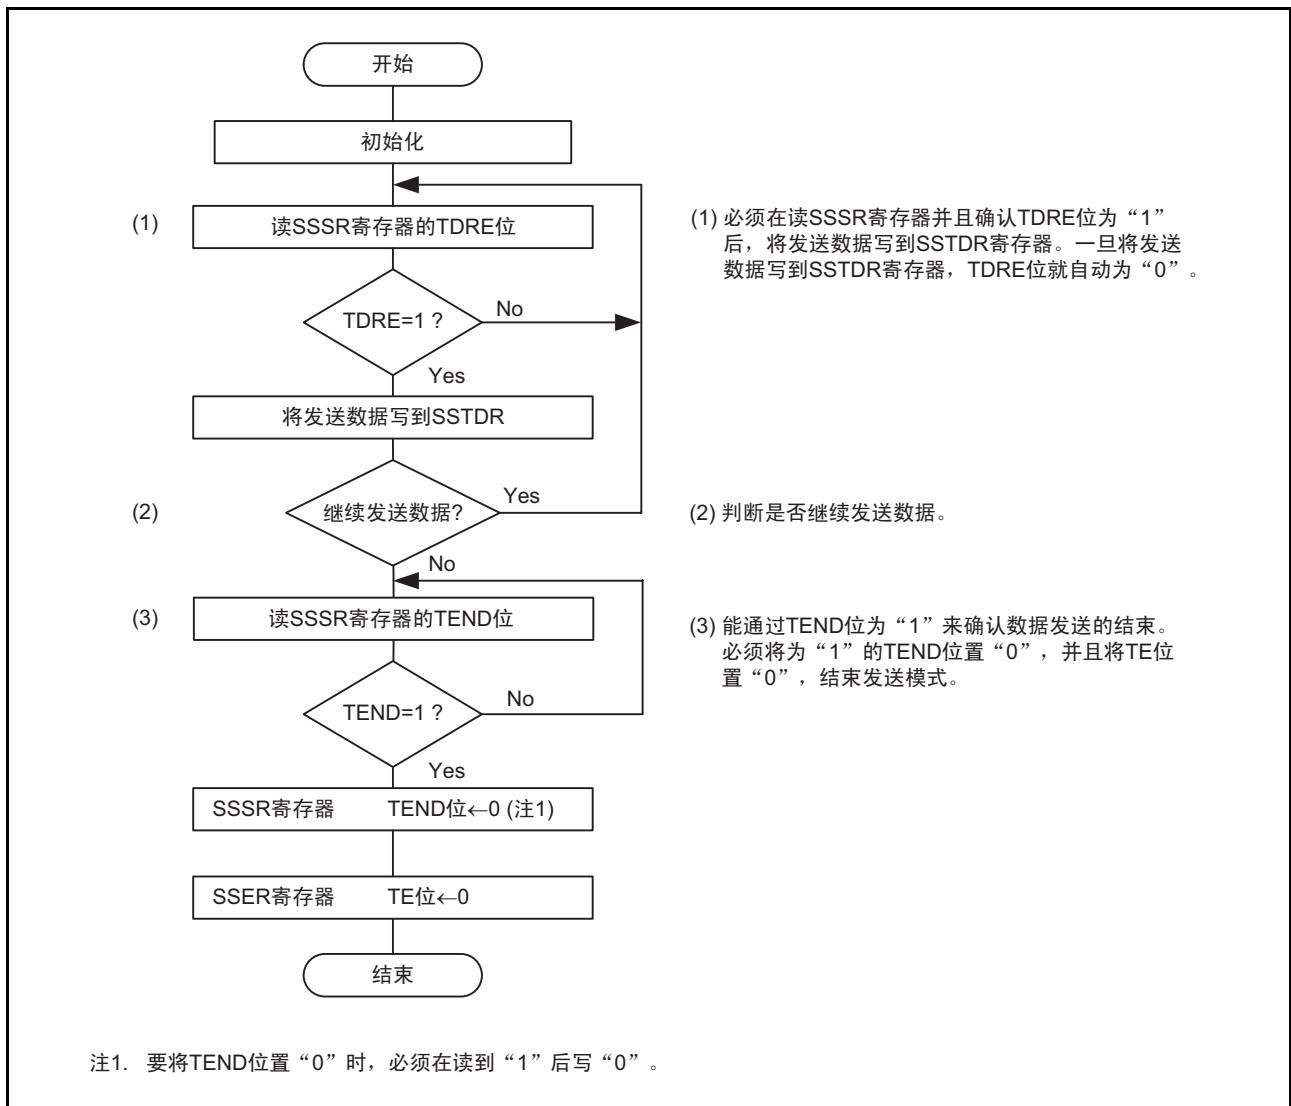 开始
初始化
(1)
读SSSR寄存器的TDRE位
TDRE=1 ?
No
Yes
将发送数据写到SSTDR
(2)
继续发送数据?
Yes
No
(3)
读SSSR寄存器的TEND位
TEND=1 ?
No
Yes
SSSR寄存器 TEND位←0 (注1)
SSER寄存器 TE位←0
结束
(1) 必须在读SSSR寄存器并且确认TDRE位为“1”
后，将发送数据写到SSTDR寄存器。一旦将发送
数据写到SSTDR寄存器，TDRE位就自动为“0”。
(2) 判断是否继续发送数据。
(3) 能通过TEND位为“1”来确认数据发送的结束。
必须将为“1”的TEND位置“0”，并且将TE位
置“0”，结束发送模式。
注1. 要将TEND位置“0”时，必须在读到“1”后写“0”。